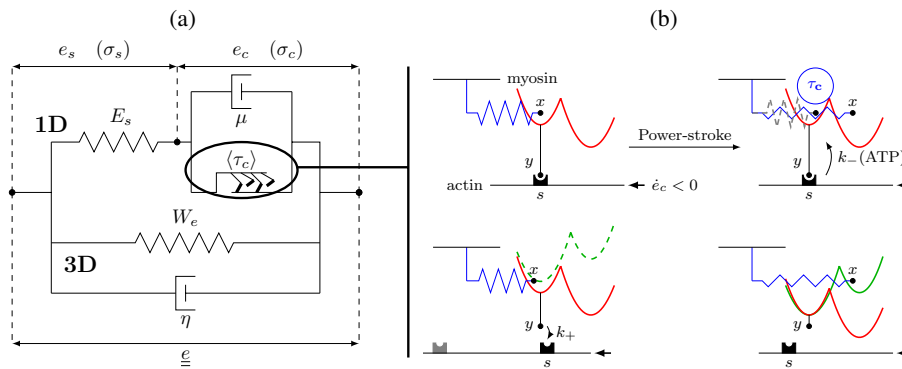 (a)
e_s (σ_s)
e_c (σ_c)
1D
E_s
μ
⟨τ_c⟩
W_e
3D
η
e
(b)
myosin
x
y
actin
s
ė_c < 0
Power-stroke
τ_c
x
y
k_−(ATP)
s
x
y
k_+
s
x
y
s